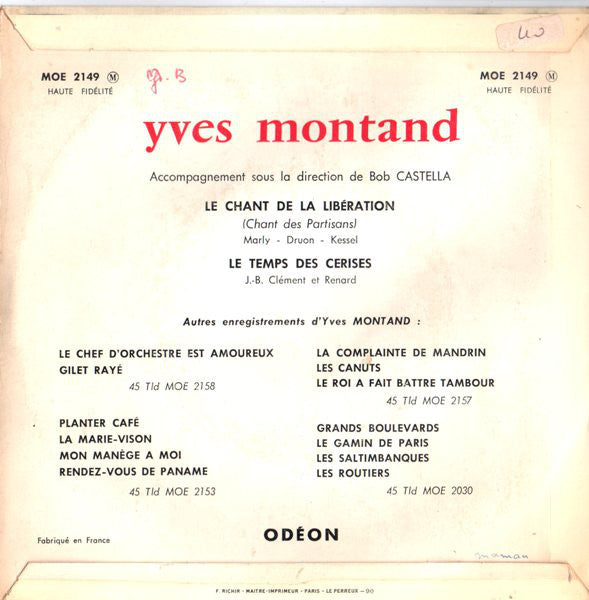 40
MOE 2149 Ⓜ
HAUTE FIDÉLITÉ
MOE 2149 Ⓜ
HAUTE FIDÉLITÉ
yves montand
Accompagnement sous la direction de Bob CASTELLA
LE CHANT DE LA LIBÉRATION
(Chant des Partisans)
Marly - Druon - Kessel
LE TEMPS DES CERISES
J.-B. Clément et Renard
Autres enregistrements d'Yves MONTAND :
LE CHEF D'ORCHESTRE EST AMOUREUX
GILET RAYÉ
45 Tld MOE 2158
PLANTER CAFÉ
LA MARIE-VISON
MON MANÈGE A MOI
RENDEZ-VOUS DE PANAME
45 Tld MOE 2153
LA COMPLAINTE DE MANDRIN
LES CANUTS
LE ROI A FAIT BATTRE TAMBOUR
45 Tld MOE 2157
GRANDS BOULEVARDS
LE GAMIN DE PARIS
LES SALTIMBANQUES
LES ROUTIERS
45 Tld MOE 2030
Fabriqué en France
ODÉON
maman
F. RICHIR - MAITRE-IMPRIMEUR - PARIS - LE PERREUX - 90